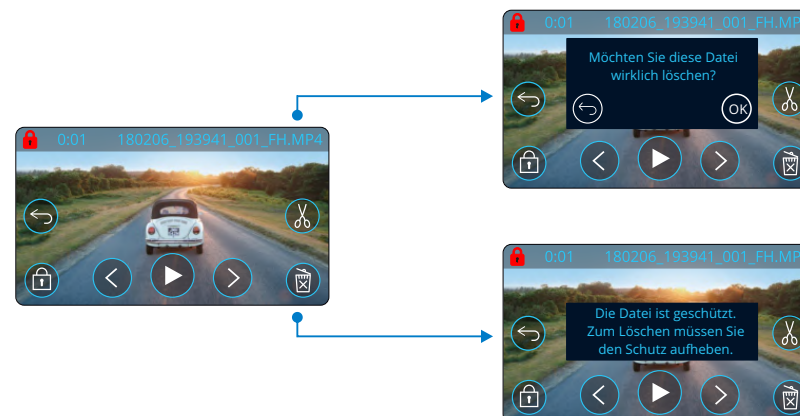 0:01 180206_193941_001_FH.MP4
0:01 180206_193941_001_FH.MP
Möchten Sie diese Datei
wirklich löschen?
OK
0:01 180206_193941_001_FH.MP
Die Datei ist geschützt.
Zum Löschen müssen Sie
den Schutz aufheben.